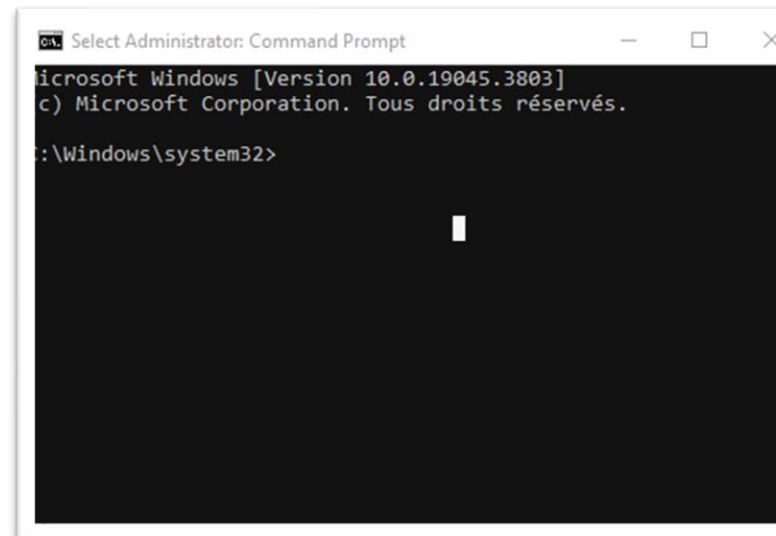 Select Administrator: Command Prompt
icrosoft Windows [Version 10.0.19045.3803]
c) Microsoft Corporation. Tous droits réservés.
:\Windows\system32>